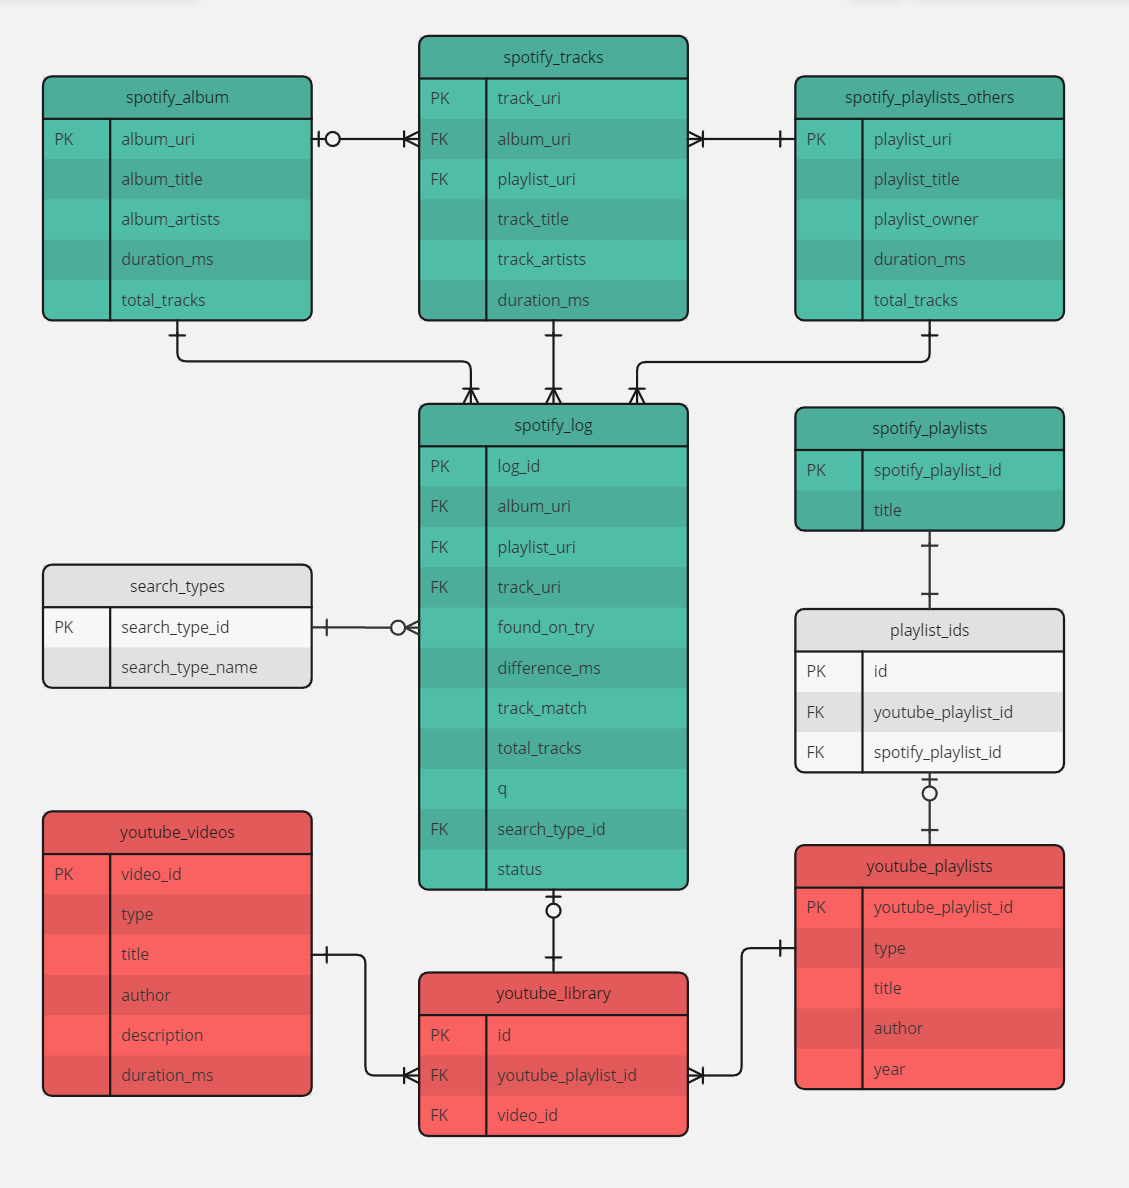 spotify_tracks
PK track_uri
FK album_uri
FK playlist_uri
track_title
track_artists
duration_ms
spotify_album
PK album_uri
album_title
album_artists
duration_ms
total_tracks
spotify_playlists_others
PK playlist_uri
playlist_title
playlist_owner
duration_ms
total_tracks
spotify_log
PK log_id
FK album_uri
FK playlist_uri
FK track_uri
found_on_try
difference_ms
track_match
total_tracks
q
FK search_type_id
status
spotify_playlists
PK spotify_playlist_id
title
search_types
PK search_type_id
search_type_name
playlist_ids
PK id
FK youtube_playlist_id
FK spotify_playlist_id
youtube_videos
PK video_id
type
title
author
description
duration_ms
youtube_playlists
PK youtube_playlist_id
type
title
author
year
youtube_library
PK id
FK youtube_playlist_id
FK video_id